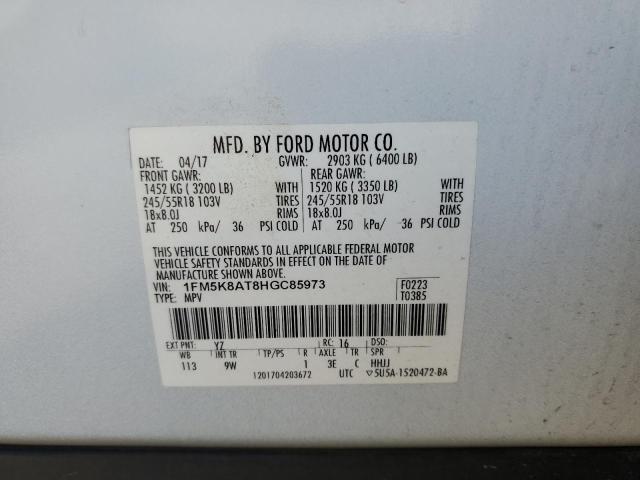 MFD. BY FORD MOTOR CO.
DATE: 04/17 GVWR: 2903 KG ( 6400 LB)
FRONT GAWR: REAR GAWR:
1452 KG ( 3200 LB) WITH 1520 KG ( 3350 LB) WITH
245/55R18 103V TIRES 245/55R18 103V TIRES
18x8.0J RIMS 18x8.0J RIMS
AT 250 kPa/ 36 PSI COLD AT 250 kPa/ 36 PSI COLD
THIS VEHICLE CONFORMS TO ALL APPLICABLE FEDERAL MOTOR
VEHICLE SAFETY STANDARDS IN EFFECT ON THE DATE OF
MANUFACTURE SHOWN ABOVE.
VIN: 1FM5K8AT8HGC85973 F0223
TYPE: MPV T0385
EXT PNT: YZ RC: 16 DSO:
WB INT TR TP/PS R AXLE TR SPR
113 9W 1 3E C HHJJ
1201704203672 UTC ▽5U5A-1520472-BA